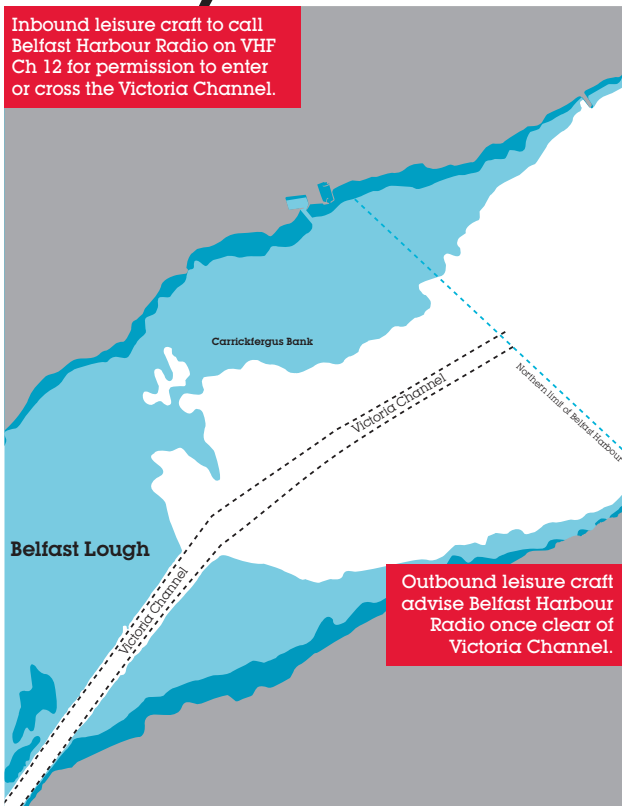 Inbound leisure craft to call
Belfast Harbour Radio on VHF
Ch 12 for permission to enter
or cross the Victoria Channel.
Carrickfergus Bank
Victoria Channel
Northern limit of Belfast Harbour
Belfast Lough
Victoria Channel
Outbound leisure craft
advise Belfast Harbour
Radio once clear of
Victoria Channel.